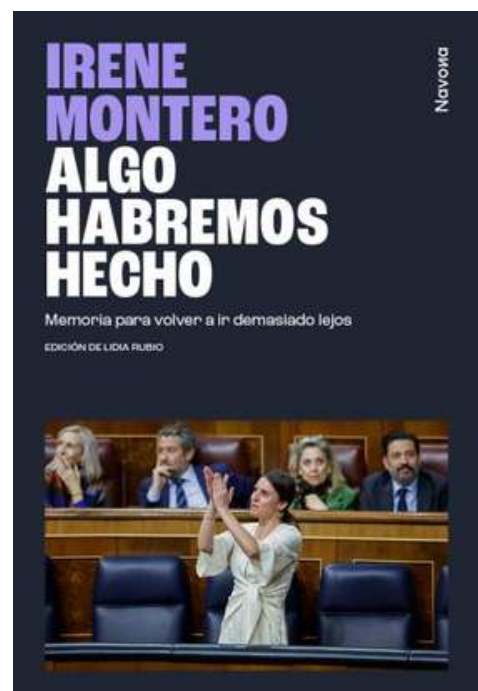 IRENE
MONTERO
ALGO
HABREMOS
HECHO
Memoria para volver a ir demasiado lejos
EDICIÓN DE LIDIA RUBIO
Navona